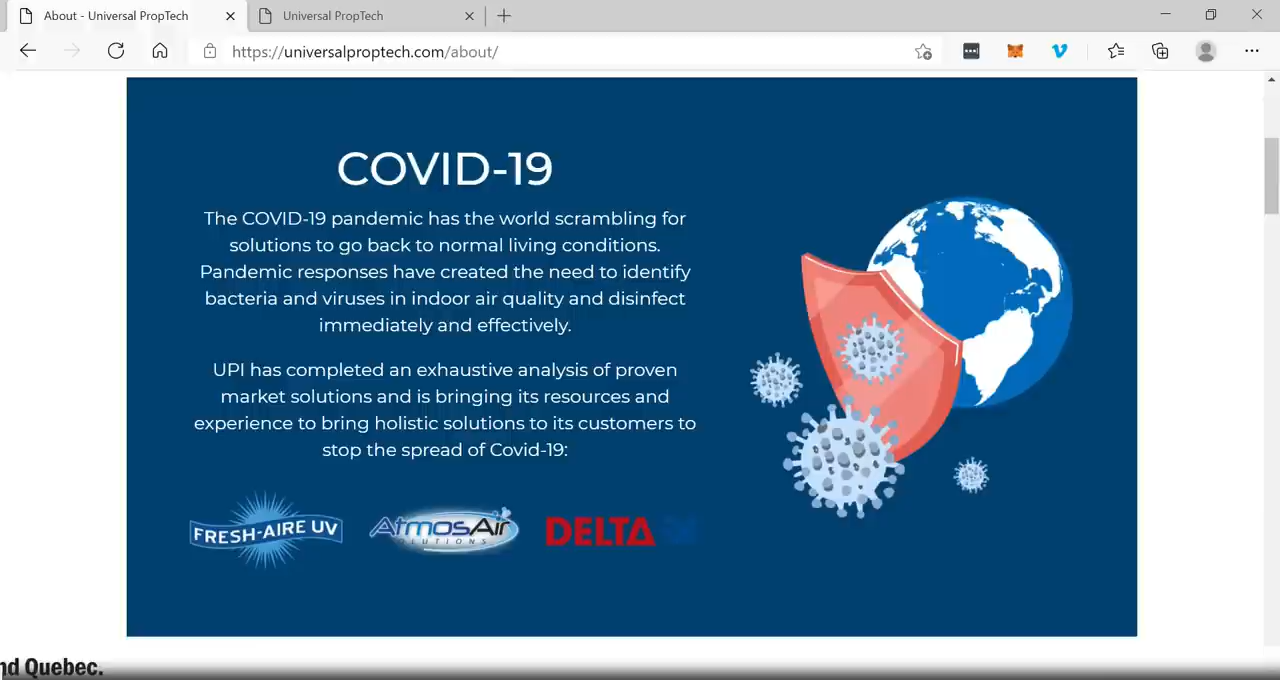 About - Universal PropTech
Universal PropTech
https://universalproptech.com/about/
COVID-19
The COVID-19 pandemic has the world scrambling for
solutions to go back to normal living conditions.
Pandemic responses have created the need to identify
bacteria and viruses in indoor air quality and disinfect
immediately and effectively.
UPI has completed an exhaustive analysis of proven
market solutions and is bringing its resources and
experience to bring holistic solutions to its customers to
stop the spread of Covid-19:
FRESH-AIRE UV
AtmosAir
SOLUTIONS
DELTA
nd Quebec.